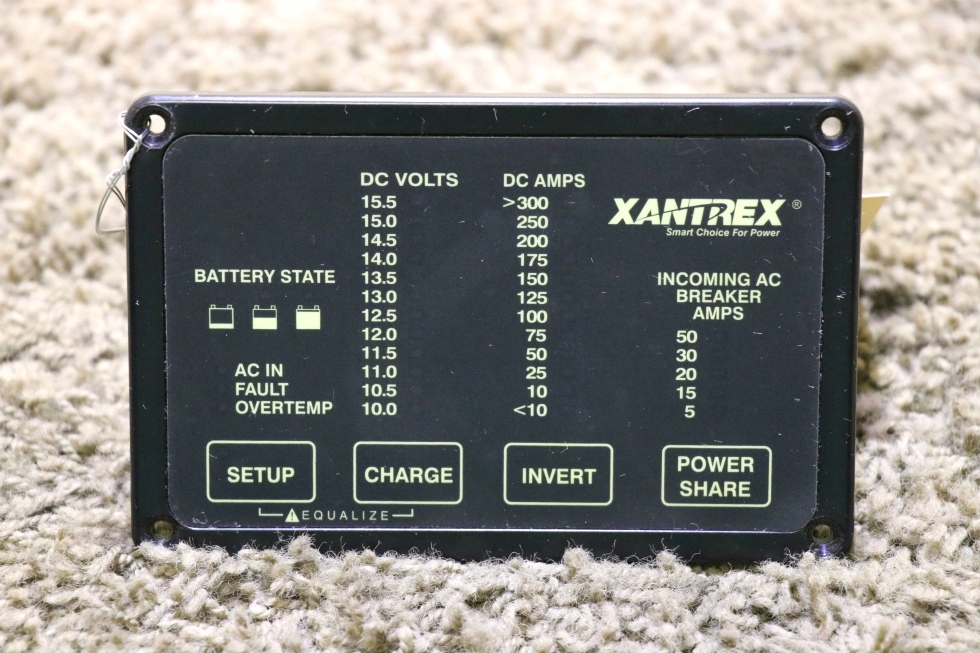 DC VOLTS
15.5
15.0
14.5
14.0
13.5
13.0
12.5
12.0
11.5
11.0
10.5
10.0
DC AMPS
>300
250
200
175
150
125
100
75
50
25
10
<10
XANTREX®
Smart Choice For Power
BATTERY STATE
AC IN
FAULT
OVERTEMP
INCOMING AC
BREAKER
AMPS
50
30
20
15
5
SETUP
CHARGE
INVERT
POWER
SHARE
EQUALIZE